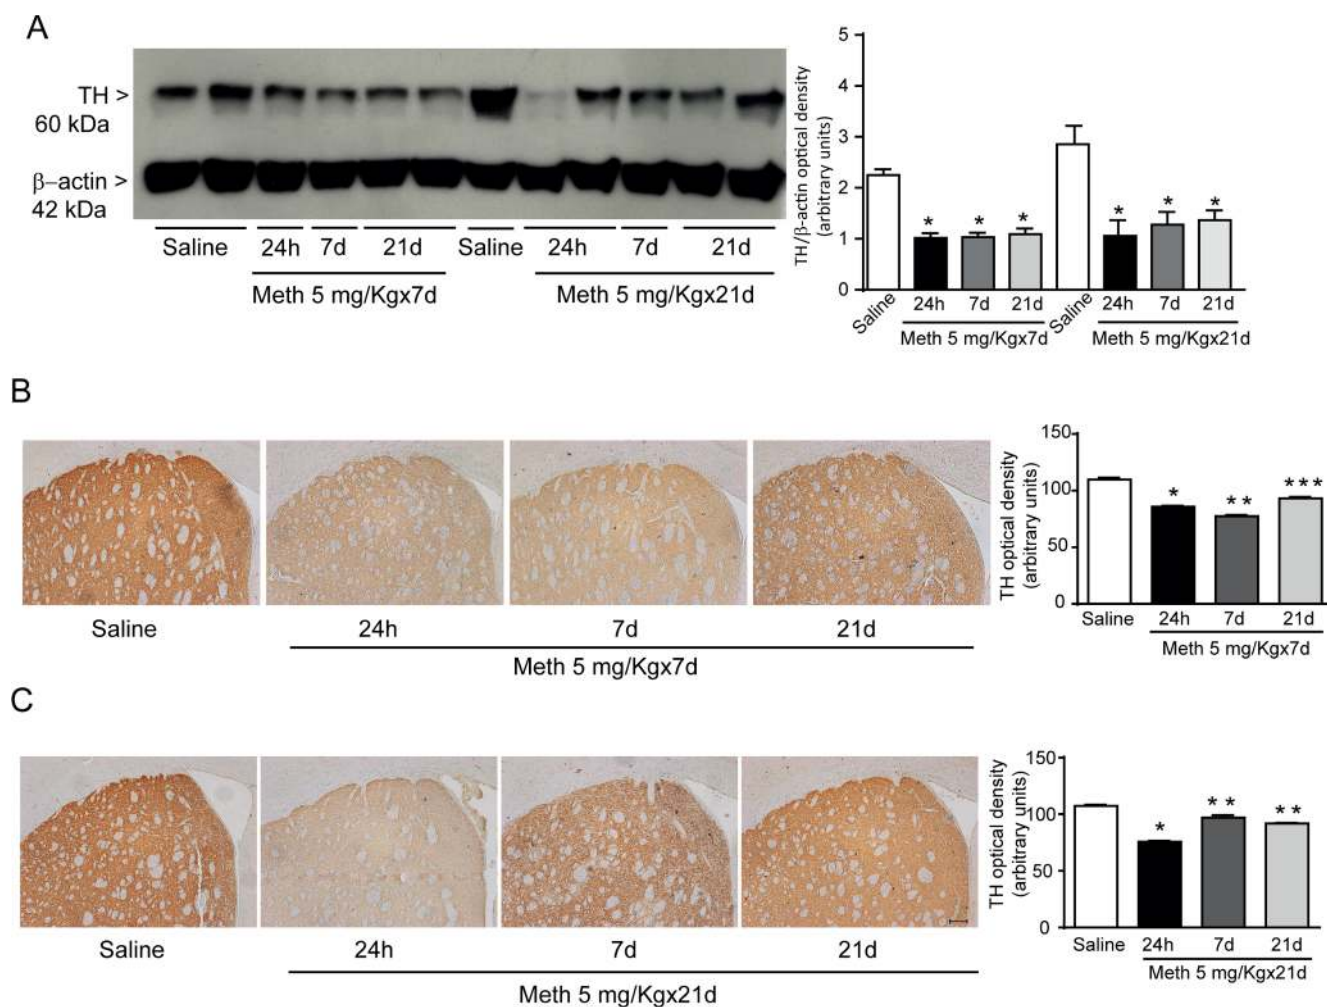 A
TH >
60 kDa
β–actin >
42 kDa
Saline 24h 7d 21d Saline 24h 7d 21d
Meth 5 mg/Kgx7d Meth 5 mg/Kgx21d
TH/β-actin optical density
(arbitrary units)
5
4
3
2
1
0
* * * * * *
Saline 24h 7d 21d Saline 24h 7d 21d
Meth 5 mg/Kgx7d Meth 5 mg/Kgx21d
B
Saline 24h 7d 21d
Meth 5 mg/Kgx7d
TH optical density
(arbitrary units)
150
100
50
0
* ** ***
Saline 24h 7d 21d
Meth 5 mg/Kgx7d
C
Saline 24h 7d 21d
Meth 5 mg/Kgx21d
TH optical density
(arbitrary units)
150
100
50
0
* ** **
Saline 24h 7d 21d
Meth 5 mg/Kgx21d